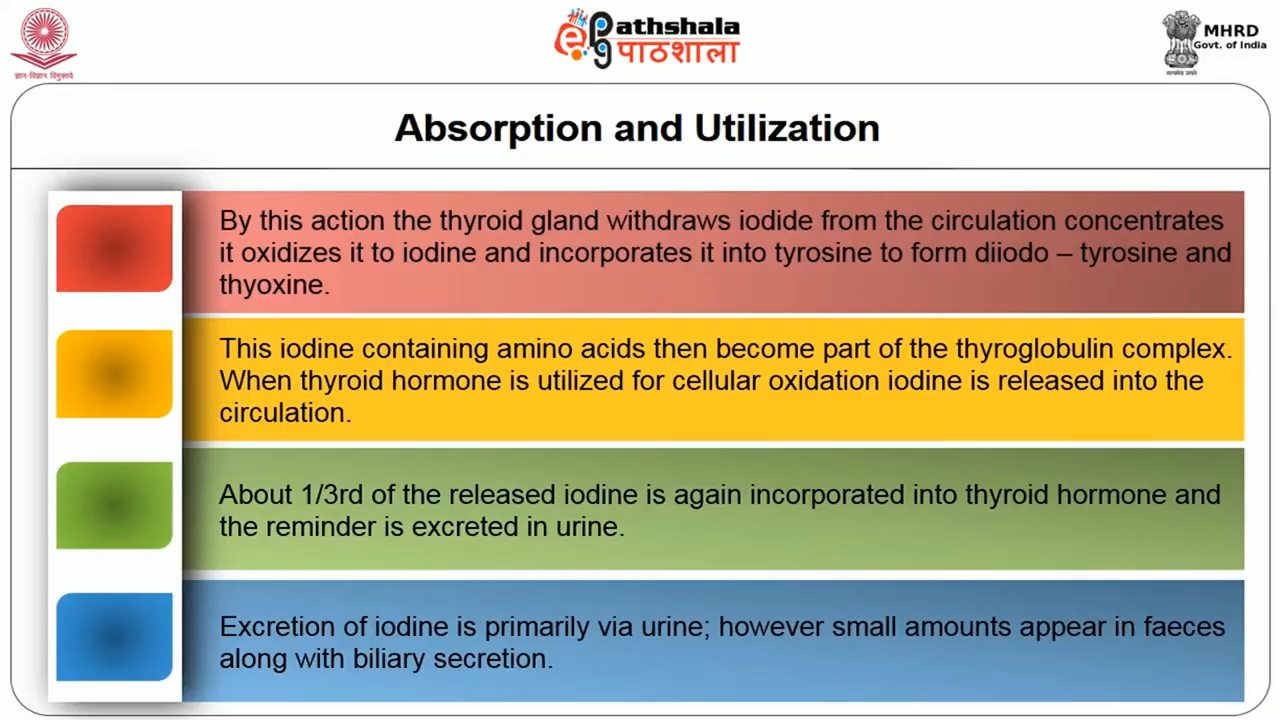 ज्ञान-विज्ञान विमुक्तये
ePathshala
पाठशाला
MHRD
Govt. of India
सत्यमेव जयते
Absorption and Utilization
By this action the thyroid gland withdraws iodide from the circulation concentrates
it oxidizes it to iodine and incorporates it into tyrosine to form diiodo – tyrosine and
thyoxine.
This iodine containing amino acids then become part of the thyroglobulin complex.
When thyroid hormone is utilized for cellular oxidation iodine is released into the
circulation.
About 1/3rd of the released iodine is again incorporated into thyroid hormone and
the reminder is excreted in urine.
Excretion of iodine is primarily via urine; however small amounts appear in faeces
along with biliary secretion.